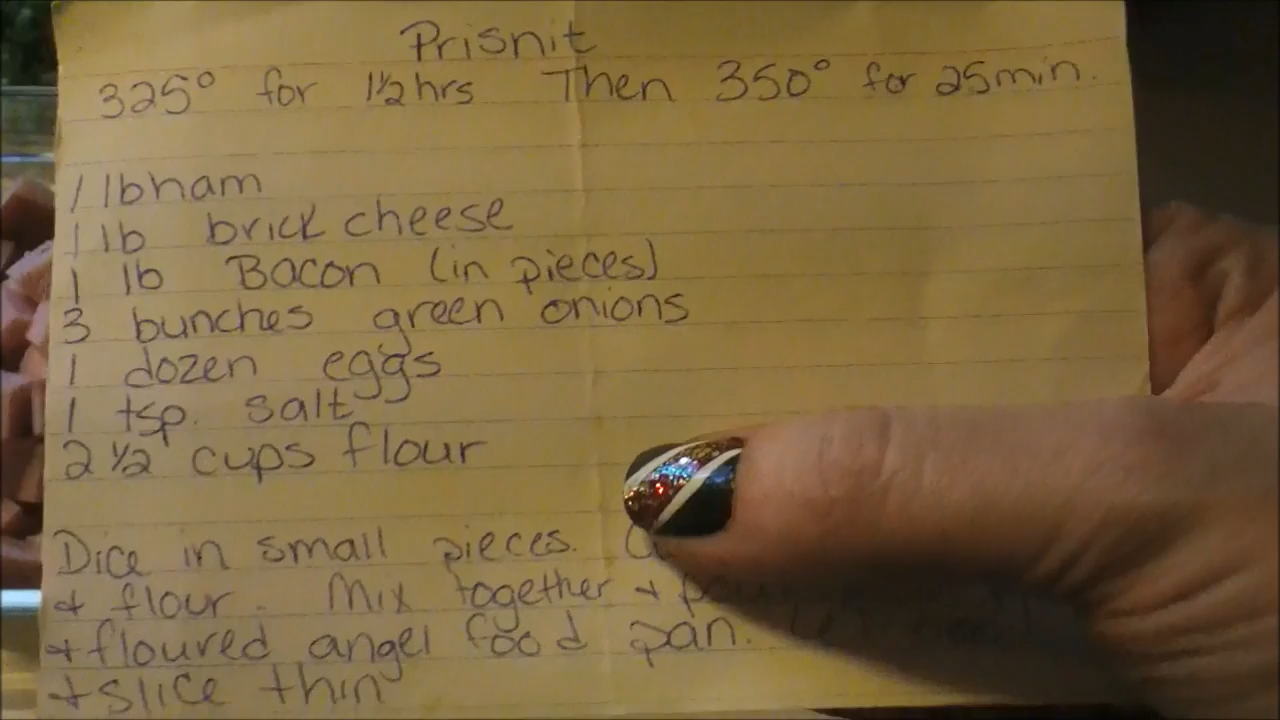 Prisnit
325° for 1½ hrs Then 350° for 25min.
1 lb ham
1 lb brick cheese
1 lb Bacon (in pieces)
3 bunches green onions
1 dozen eggs
1 tsp. salt
2 ½ cups flour
Dice in small pieces.
+ flour. Mix together +
+ floured angel food pan.
+ slice thin